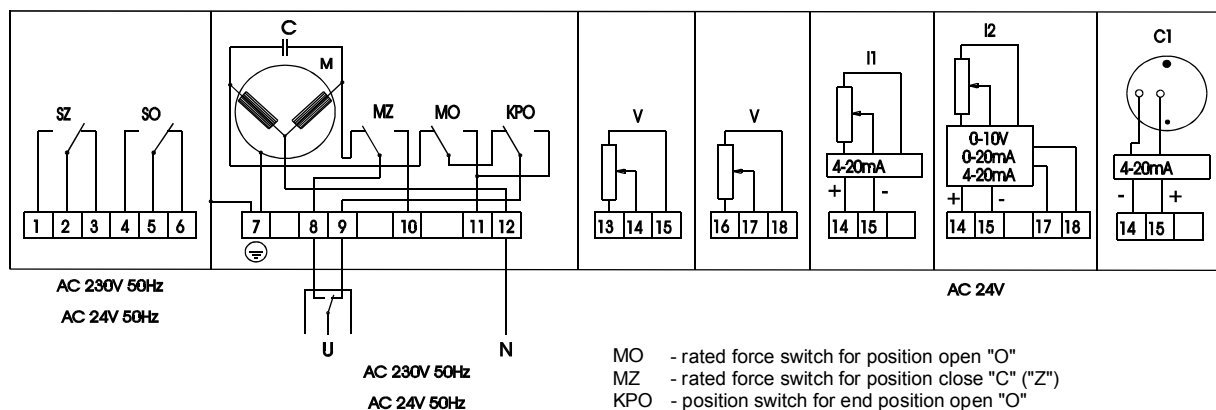 C
M
SZ
SO
MZ
MO
KPO
V
V
I1
I2
C1
4-20mA
0-10V
0-20mA
4-20mA
4-20mA
+ -
+ -
- +
1 2 3 4 5 6
7 8 9 10 11 12
13 14 15
16 17 18
14 15
14 15 17 18
14 15
AC 230V 50Hz
AC 24V 50Hz
U
N
AC 230V 50Hz
AC 24V 50Hz
AC 24V
MO - rated force switch for position open "O"
MZ - rated force switch for position close "C" ("Z")
KPO - position switch for end position open "O"